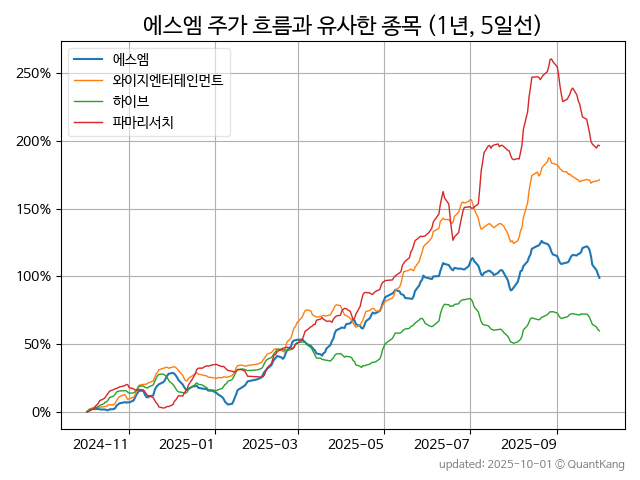 에스엠 주가 흐름과 유사한 종목 (1년, 5일선)
에스엠
와이지엔터테인먼트
하이브
파마리서치
250%
200%
150%
100%
50%
0%
2024-11
2025-01
2025-03
2025-05
2025-07
2025-09
updated: 2025-10-01 © QuantKang